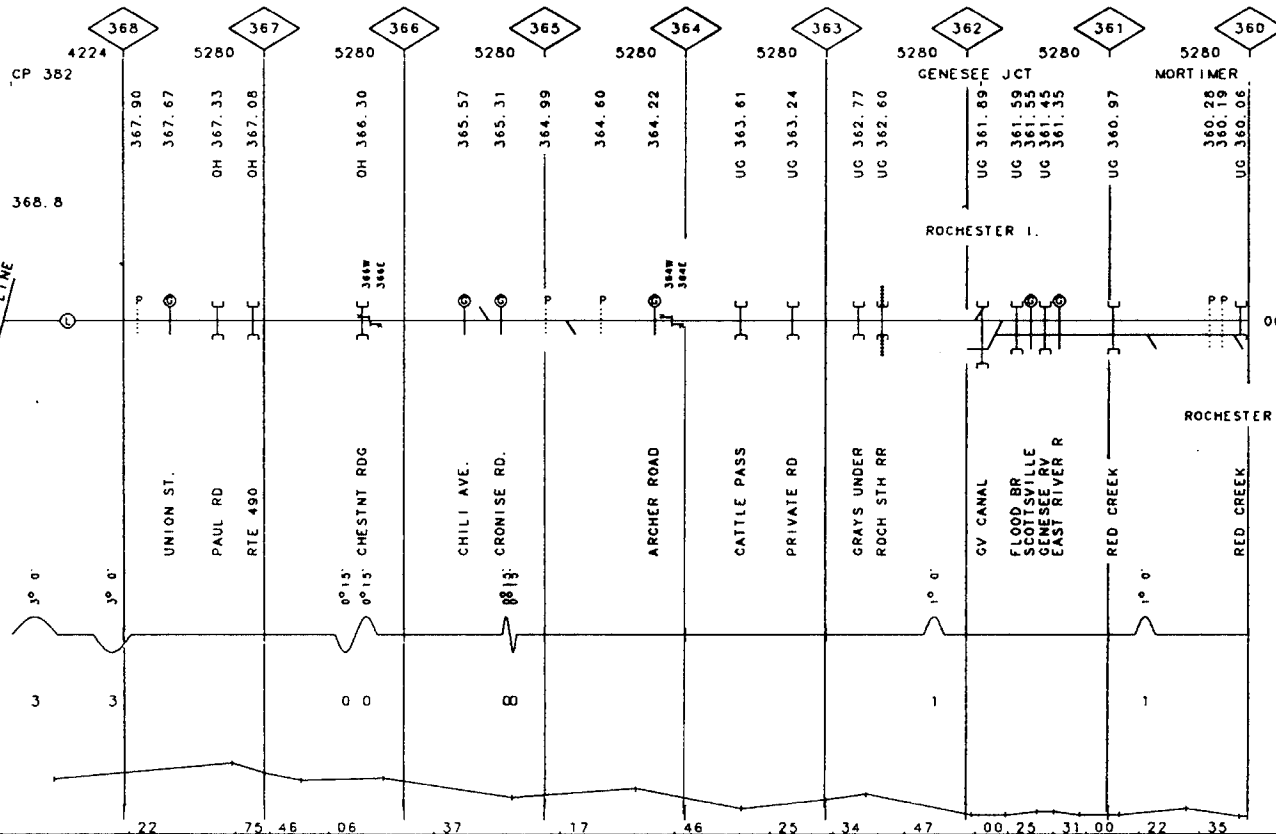 368 367 366 365 364 363 362 361 360
4224 5280 5280 5280 5280 5280 5280 5280 5280
CP 382
GENESEE JCT
MORTIMER
367.90
367.67
OH 367.33
OH 367.08
OH 366.30
365.57
365.31
364.99
364.60
364.22
UG 363.61
UG 363.24
UG 362.77
UG 362.60
UG 361.89
UG 361.59
361.55
UG 361.45
361.35
UG 360.97
360.28
360.19
UG 360.06
368.8
ROCHESTER I.
LINE
366W
366E
364W
364E
P G G G P P G G G P P
L
ROCHESTER
UNION ST.
PAUL RD
RTE 490
CHESTNT RDG
CHILI AVE.
CRONISE RD.
ARCHER ROAD
CATTLE PASS
PRIVATE RD
GRAYS UNDER
ROCH STH RR
GV CANAL
FLOOD BR
SCOTTSVILLE
GENESEE RV
EAST RIVER R
RED CREEK
RED CREEK
3° 0' 3° 0' 0°15' 0°15' 1° 0' 1° 0'
3 3 0 0 00 1 1
.22 .75 .46 .06 .37 .17 .46 .25 .34 .47 .00 .25 .31 .00 .22 .35